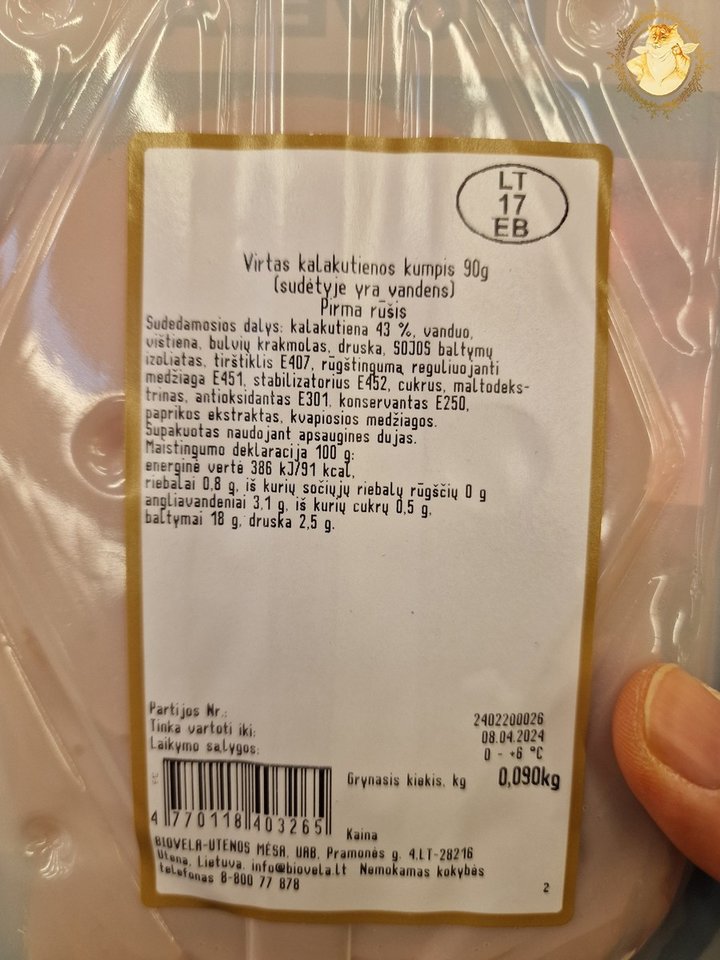 LT
17
EB
Virtas kalakutienos kumpis 90g
(sudėtyje yra vandens)
Pirma rūšis
Sudedamosios dalys: kalakutiena 43 %, vanduo,
vištiena, bulvių krakmolas, druska, SOJOS baltymų
izoliatas, tirštiklis E407, rūgštingumą reguliuojanti
medžiaga E451, stabilizatorius E452, cukrus, maltodeks-
trinas, antioksidantas E301, konservantas E250,
paprikos ekstraktas, kvapiosios medžiagos.
Supakuotas naudojant apsaugines dujas.
Maistingumo deklaracija 100 g:
energinė vertė 386 kJ/91 kcal,
riebalai 0,8 g, iš kurių sočiųjų riebalų rūgščių 0 g
angliavandeniai 3,1 g, iš kurių cukrų 0,5 g,
baltymai 18 g, druska 2,5 g.
Partijos Nr.: 2402200026
Tinka vartoti iki: 08.04.2024
Laikymo sąlygos: 0 - +6 °C
Grynasis kiekis, kg 0,090kg
4 770118 403265
Kaina
BIOVELA-UTENOS MĖSA, UAB, Pramonės g. 4,LT-28216
Utena, Lietuva. info@biovela.lt Nemokamas kokybės
telefonas 8-800 77 878
2